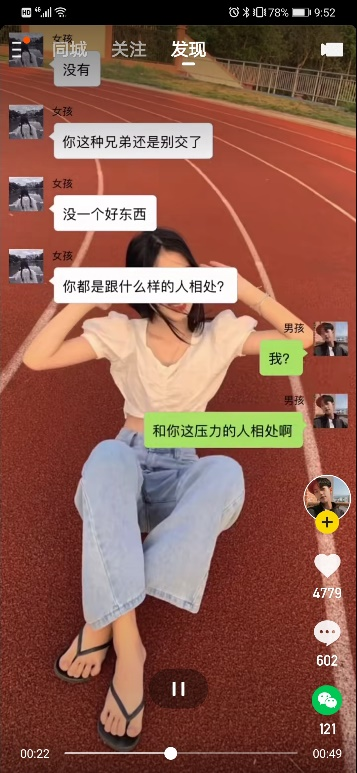 78% 9:52
女孩
同城 关注 发现
没有
女孩
你这种兄弟还是别交了
女孩
没一个好东西
女孩
你都是跟什么样的人相处?
男孩
我?
男孩
和你这压力的人相处啊
4779
602
121
00:22 00:49